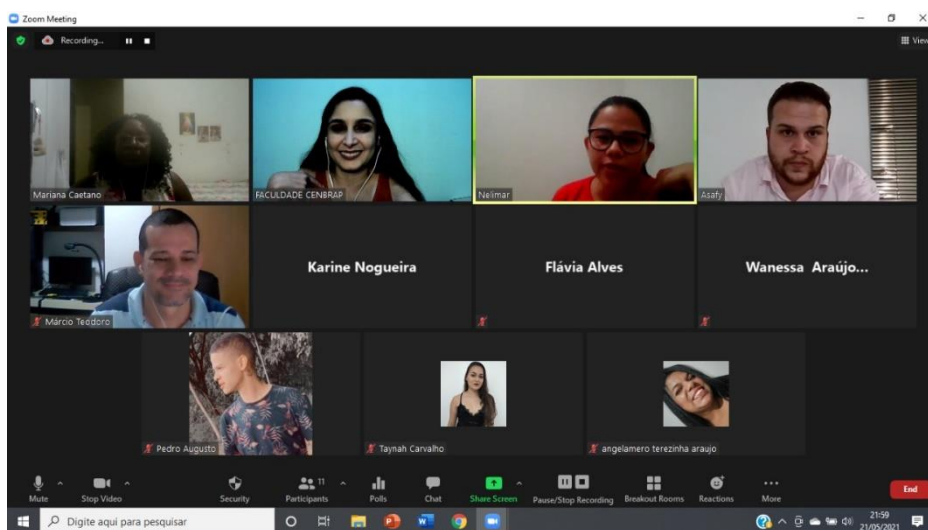 Zoom Meeting
Recording...
View
Mariana Caetano
FACULDADE CENBRAP
Nelimar
Asafy
Márcio Teodoro
Karine Nogueira
Flávia Alves
Wanessa Araújo...
Pedro Augusto
Taynah Carvalho
angelamero terezinha araujo
Mute
Stop Video
Security
Participants
11
Polls
Chat
Share Screen
Pause/Stop Recording
Breakout Rooms
Reactions
More
End
Digite aqui para pesquisar
21:59
21/05/2021